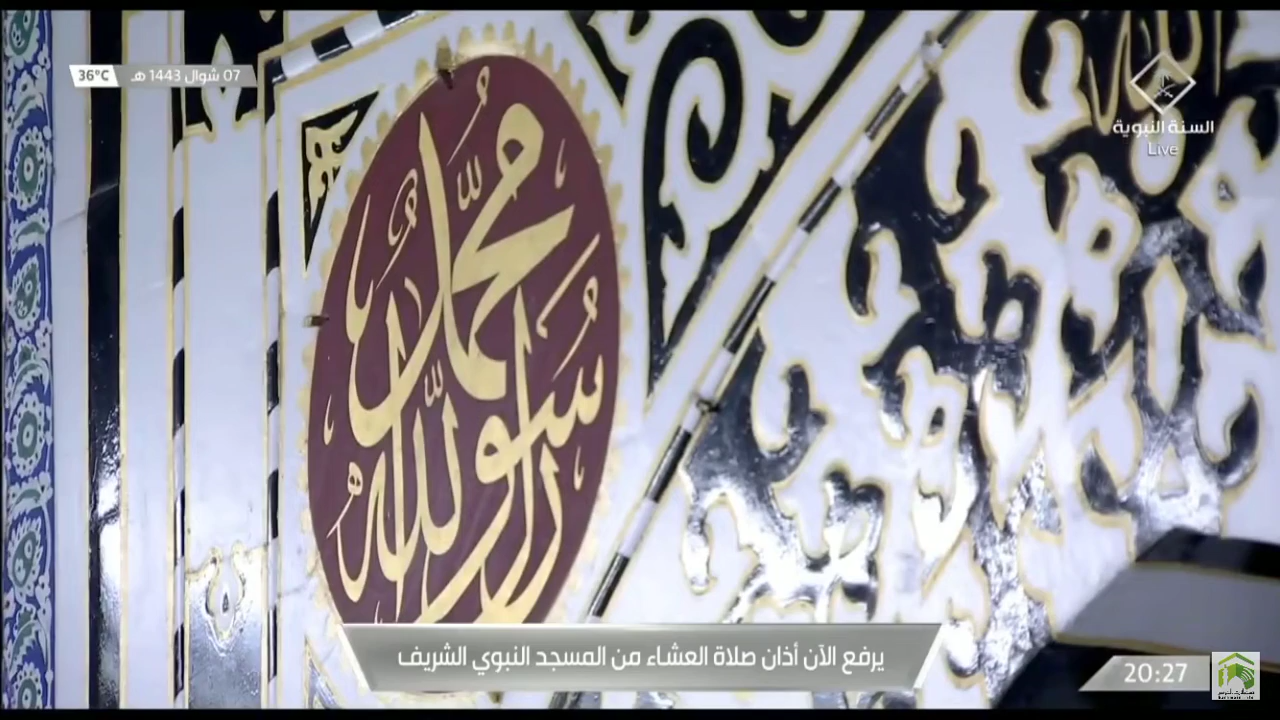 36°C
07 شوال 1443 هـ
السنة النبوية
Live
محمد
رسول الله
يرفع الآن أذان صلاة العشاء من المسجد النبوي الشريف
20:27